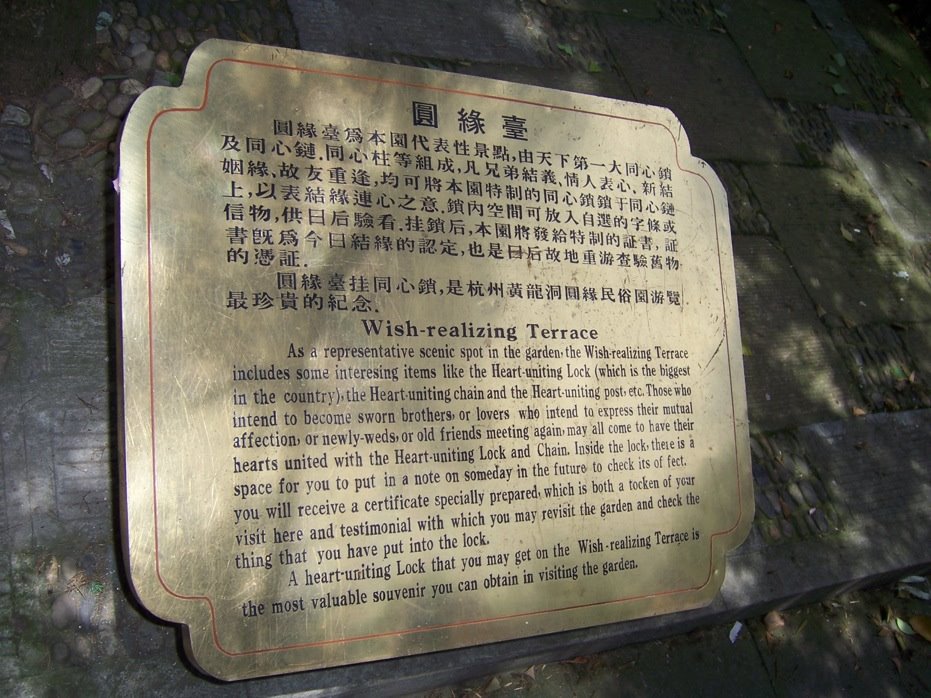 圓緣臺
圓緣臺爲本園代表性景點,由天下第一大同心鎖
及同心鏈.同心柱等組成,凡兄弟結義、情人表心、新結
姻緣、故友重逢,均可將本園特制的同心鎖鎖于同心鏈
上,以表結緣連心之意.鎖內空間可放入自選的字條或
信物,供日后驗看.挂鎖后,本園將發給特制的証書,証
書旣爲今日結緣的認定,也是日后故地重游查驗舊物
的憑証.
圓緣臺挂同心鎖,是杭州黃龍洞圓緣民俗園游覽
最珍貴的紀念.
Wish-realizing Terrace
As a representative scenic spot in the garden, the Wish-realizing Terrace
includes some interesing items like the Heart-uniting Lock (which is the biggest
in the country), the Heart-uniting chain and the Heart-uniting post, etc. Those who
intend to become sworn brothers, or lovers who intend to express their mutual
affection, or newly-weds, or old friends meeting again, may all come to have their
hearts united with the Heart-uniting Lock and Chain. Inside the lock, there is a
space for you to put in a note on someday in the future to check its of fect.
you will receive a certificate specially prepared, which is both a tocken of your
visit here and testimonial with which you may revisit the garden and check the
thing that you have put into the lock.
A heart-uniting Lock that you may get on the Wish-realizing Terrace is
the most valuable souvenir you can obtain in visiting the garden.